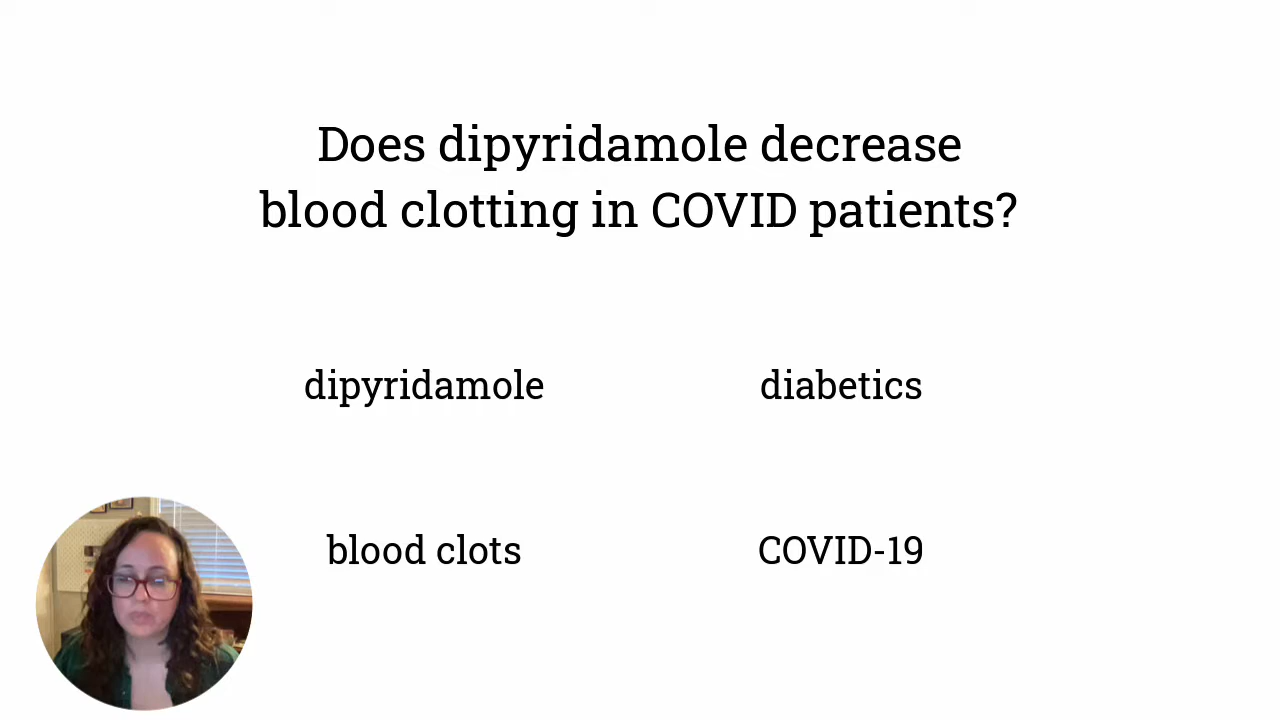 Does dipyridamole decrease
blood clotting in COVID patients?
dipyridamole
diabetics
blood clots
COVID-19